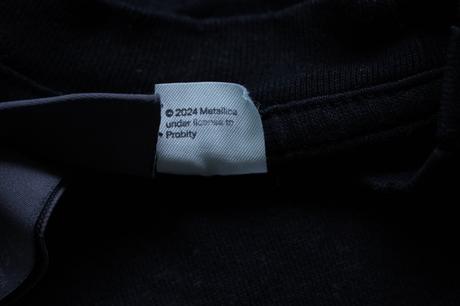 © 2024 Metallica
under license to
Probity